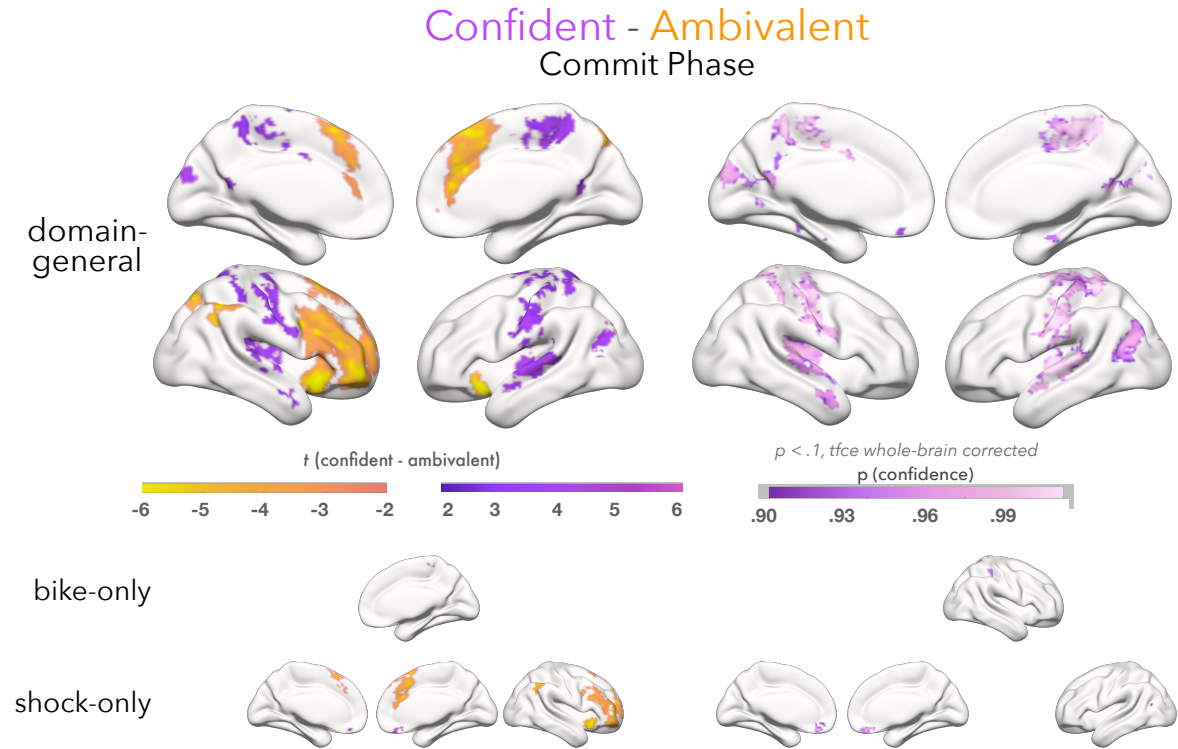 Confident - Ambivalent
Commit Phase
domain-
general
t (confident - ambivalent)
-6 -5 -4 -3 -2
2 3 4 5 6
p < .1, tfce whole-brain corrected
p (confidence)
.90 .93 .96 .99
bike-only
shock-only